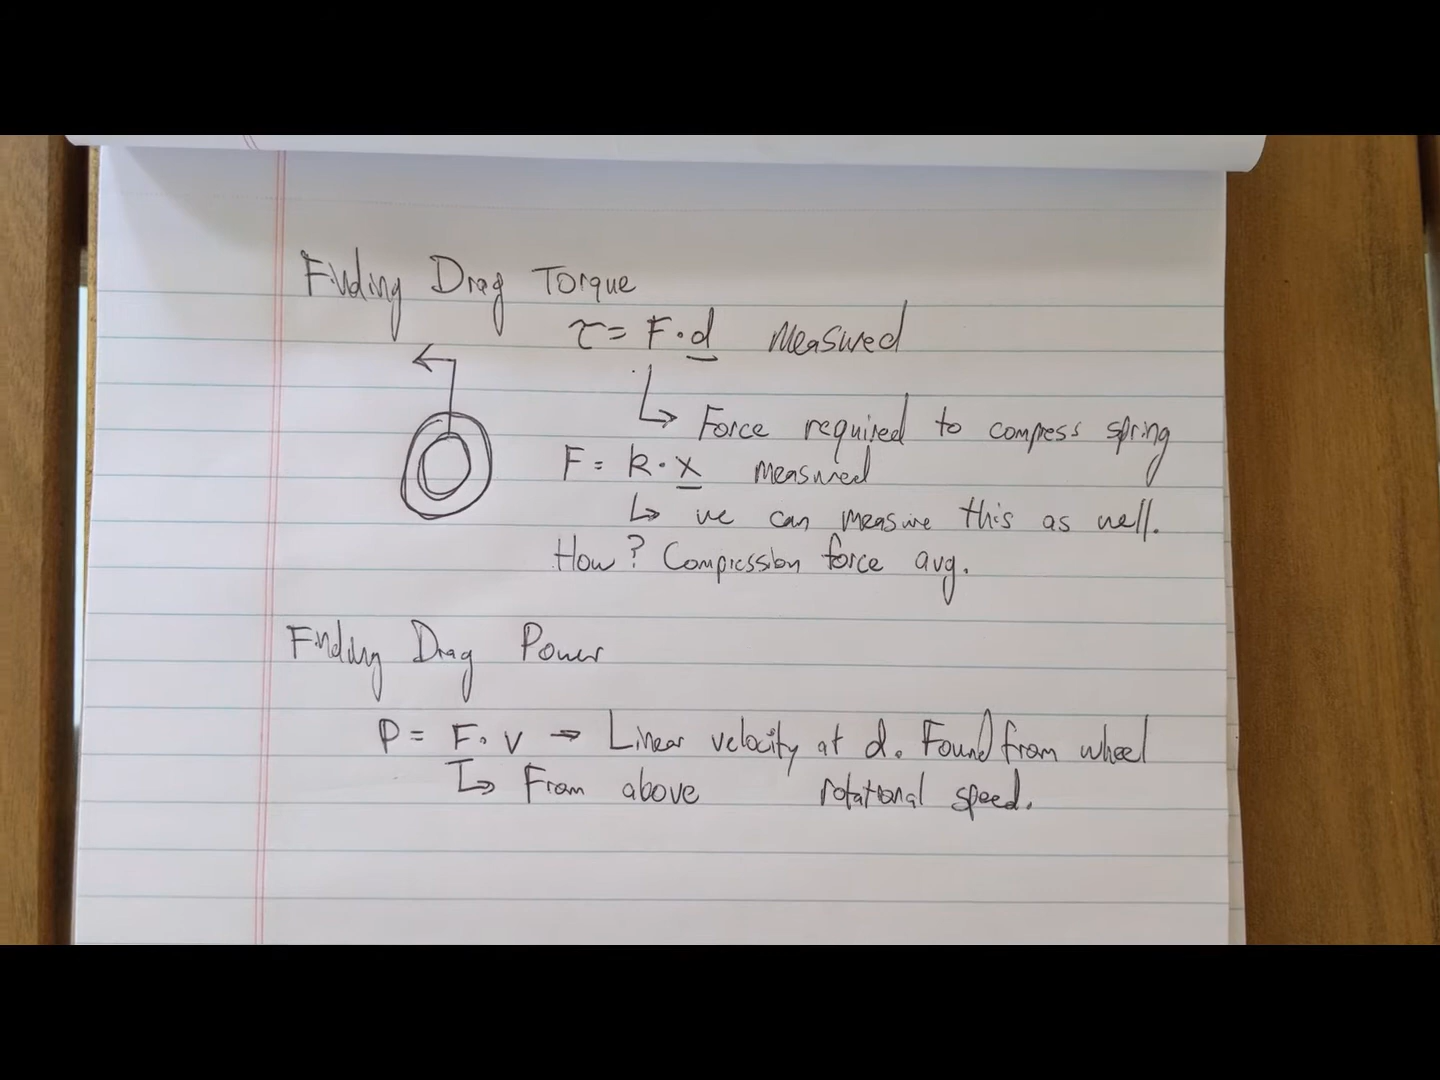 Finding Drag Torque
τ = F · d measured
↳ Force required to compress spring
F = k · x measured
↳ we can measure this as well.
How? Compression force avg.
Finding Drag Power
P = F · v → Linear velocity at d. Found from wheel
↳ From above rotational speed.